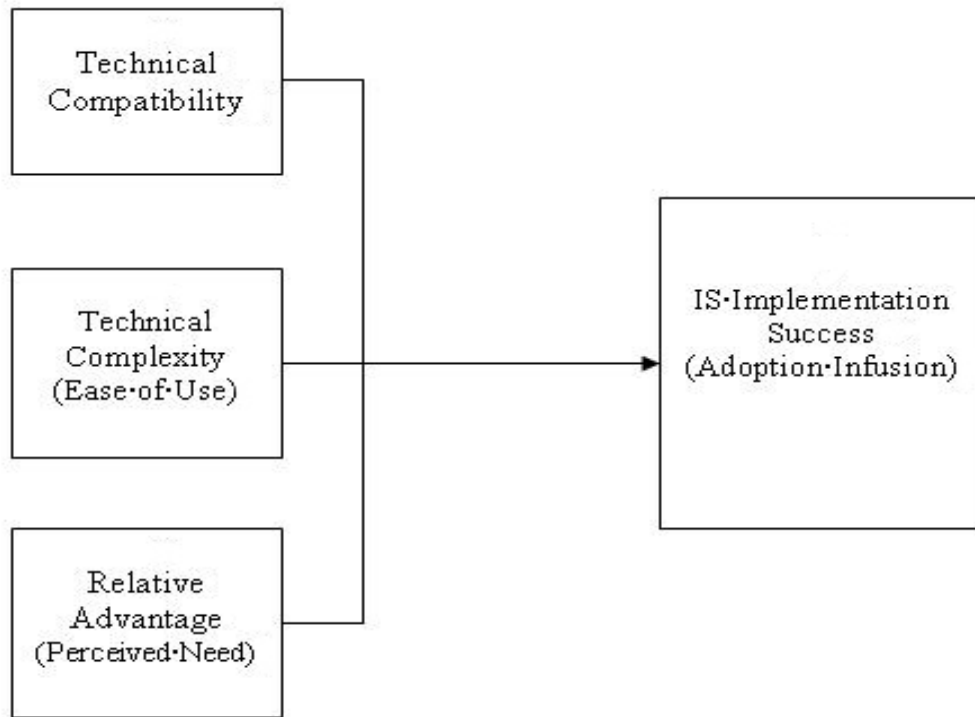 Technical
Compatibility
Technical
Complexity
(Ease·of·Use)
Relative
Advantage
(Perceived·Need)
IS·Implementation
Success
(Adoption·Infusion)